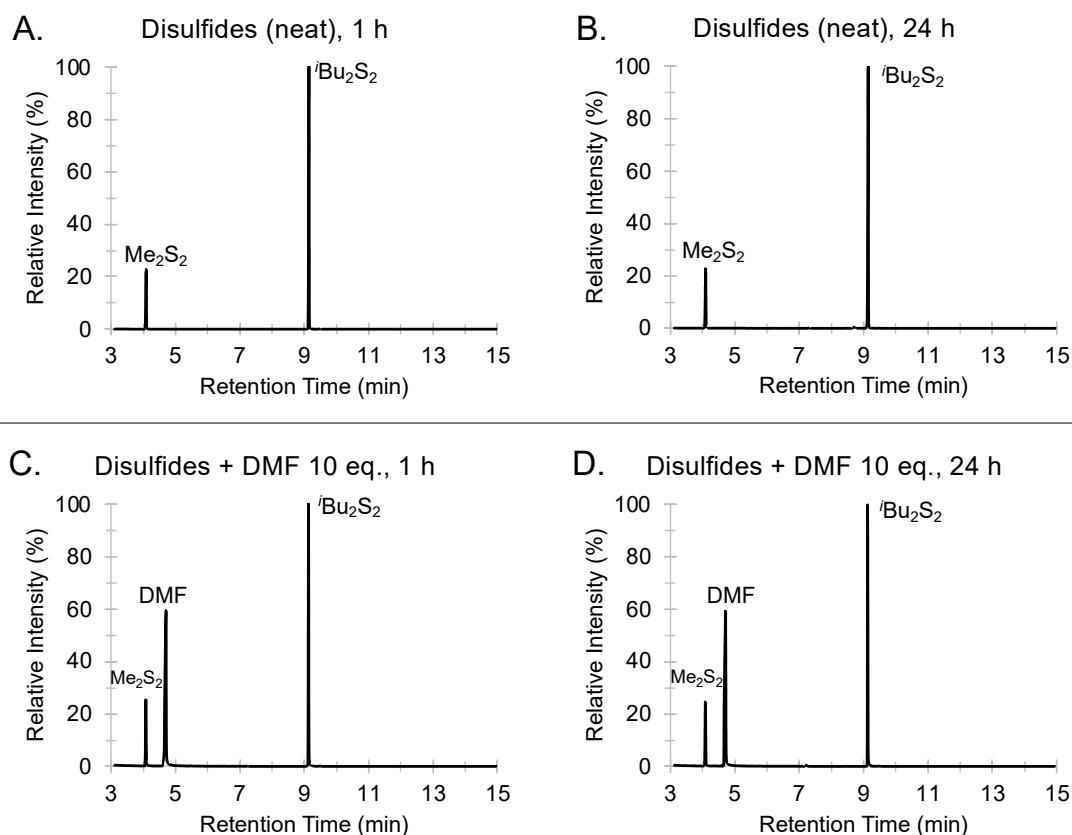 A. Disulfides (neat), 1 h
Relative Intensity (%)
100
80
60
40
20
0
ⁱBu₂S₂
Me₂S₂
3 5 7 9 11 13 15
Retention Time (min)
B. Disulfides (neat), 24 h
Relative Intensity (%)
100
80
60
40
20
0
ⁱBu₂S₂
Me₂S₂
3 5 7 9 11 13 15
Retention Time (min)
C. Disulfides + DMF 10 eq., 1 h
Relative Intensity (%)
100
80
60
40
20
0
ⁱBu₂S₂
DMF
Me₂S₂
3 5 7 9 11 13 15
Retention Time (min)
D. Disulfides + DMF 10 eq., 24 h
Relative Intensity (%)
100
80
60
40
20
0
ⁱBu₂S₂
DMF
Me₂S₂
3 5 7 9 11 13 15
Retention Time (min)